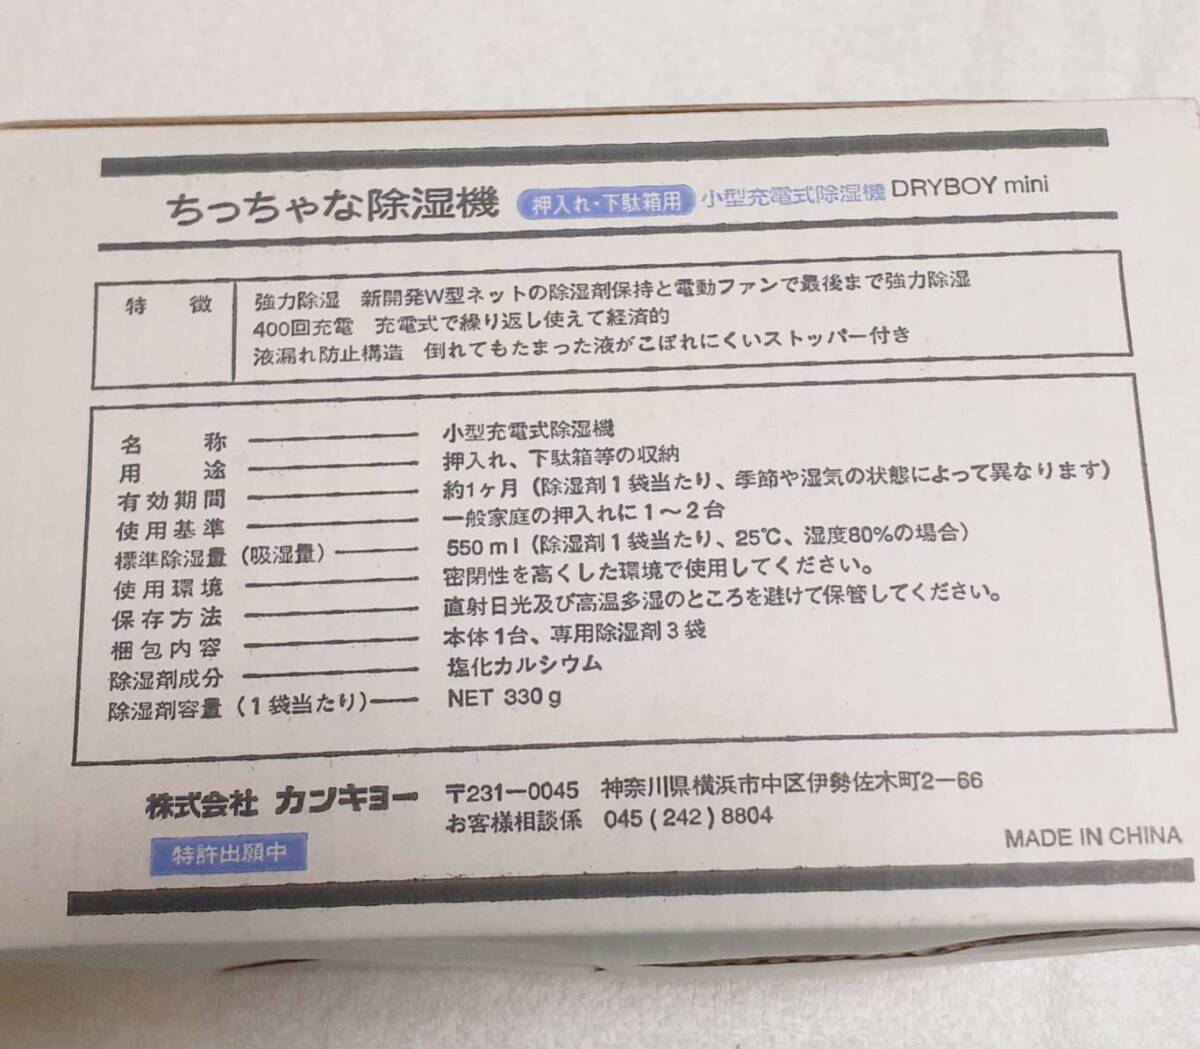 ちっちゃな除湿機 押入れ・下駄箱用 小型充電式除湿機 DRYBOY mini
特徴 強力除湿 新開発W型ネットの除湿剤保持と電動ファンで最後まで強力除湿
400回充電 充電式で繰り返し使えて経済的
液漏れ防止構造 倒れてもたまった液がこぼれにくいストッパー付き
名称 小型充電式除湿機
用途 押入れ、下駄箱等の収納
有効期間 約1ヶ月（除湿剤1袋当たり、季節や湿気の状態によって異なります）
使用基準 一般家庭の押入れに1〜2台
標準除湿量（吸湿量） 550ml（除湿剤1袋当たり、25℃、湿度80%の場合）
使用環境 密閉性を高くした環境で使用してください。
保存方法 直射日光及び高温多湿のところを避けて保管してください。
梱包内容 本体1台、専用除湿剤3袋
除湿剤成分 塩化カルシウム
除湿剤容量（1袋当たり） NET 330g
株式会社 カンキョー 〒231ー0045 神奈川県横浜市中区伊勢佐木町2ー66
お客様相談係 045(242)8804
特許出願中
MADE IN CHINA